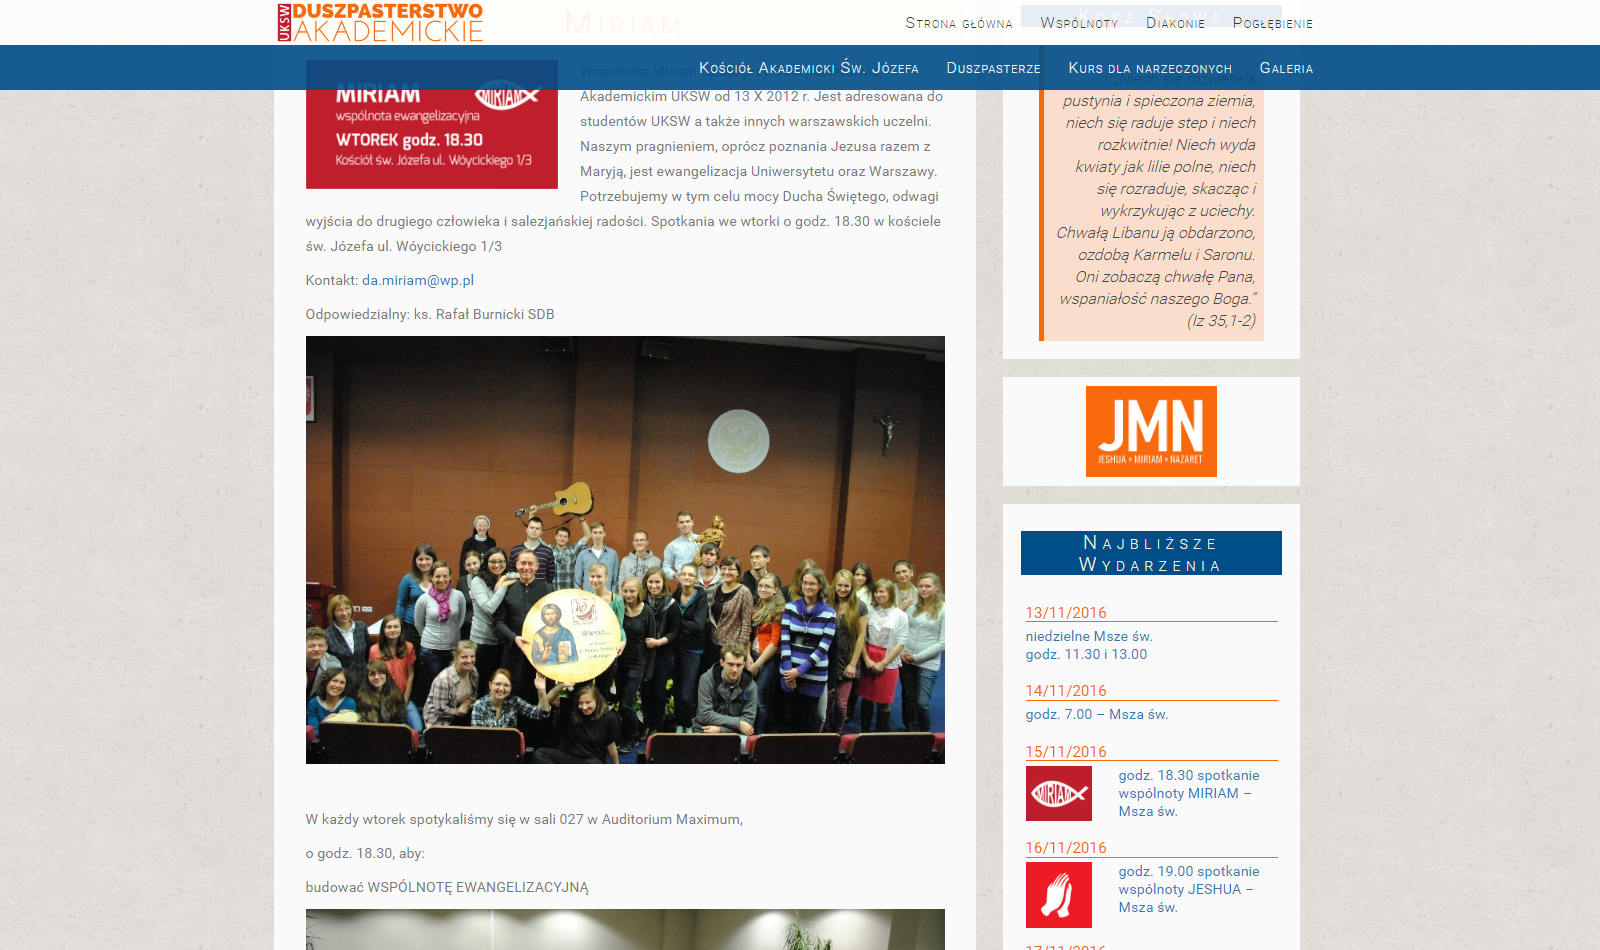 UKSW DUSZPASTERSTWO
AKADEMICKIE
Miriam
Kosz Słowa
Strona główna Wspólnoty Diakonie Pogłębienie
Kościół Akademicki Św. Józefa Duszpasterze Kurs dla narzeczonych Galeria
MIRIAM
MIRIAM
wspólnota ewangelizacyjna
WTOREK godz. 18.30
Kościół św. Józefa ul. Wóycickiego 1/3
Wspólnota Miriam
Akademickim UKSW od 13 X 2012 r. Jest adresowana do
studentów UKSW a także innych warszawskich uczelni.
Naszym pragnieniem, oprócz poznania Jezusa razem z
Maryją, jest ewangelizacja Uniwersytetu oraz Warszawy.
Potrzebujemy w tym celu mocy Ducha Świętego, odwagi
wyjścia do drugiego człowieka i salezjańskiej radości. Spotkania we wtorki o godz. 18.30 w kościele
św. Józefa ul. Wóycickiego 1/3
Kontakt: da.miriam@wp.pl
Odpowiedzialny: ks. Rafał Burnicki SDB
Wierzę...
W każdy wtorek spotykaliśmy się w sali 027 w Auditorium Maximum,
o godz. 18.30, aby:
budować WSPÓLNOTĘ EWANGELIZACYJNĄ
pustynia i spieczona ziemia,
niech się raduje step i niech
rozkwitnie! Niech wyda
kwiaty jak lilie polne, niech
się rozraduje, skacząc i
wykrzykując z uciechy.
Chwałą Libanu ją obdarzono,
ozdobą Karmelu i Saronu.
Oni zobaczą chwałę Pana,
wspaniałość naszego Boga.”
(Iz 35,1-2)
JMN
JESHUA + MIRIAM + NAZARET
Najbliższe
Wydarzenia
13/11/2016
niedzielne Msze św.
godz. 11.30 i 13.00
14/11/2016
godz. 7.00 – Msza św.
15/11/2016
MIRIAM
godz. 18.30 spotkanie
wspólnoty MIRIAM –
Msza św.
16/11/2016
godz. 19.00 spotkanie
wspólnoty JESHUA –
Msza św.
17/11/2016